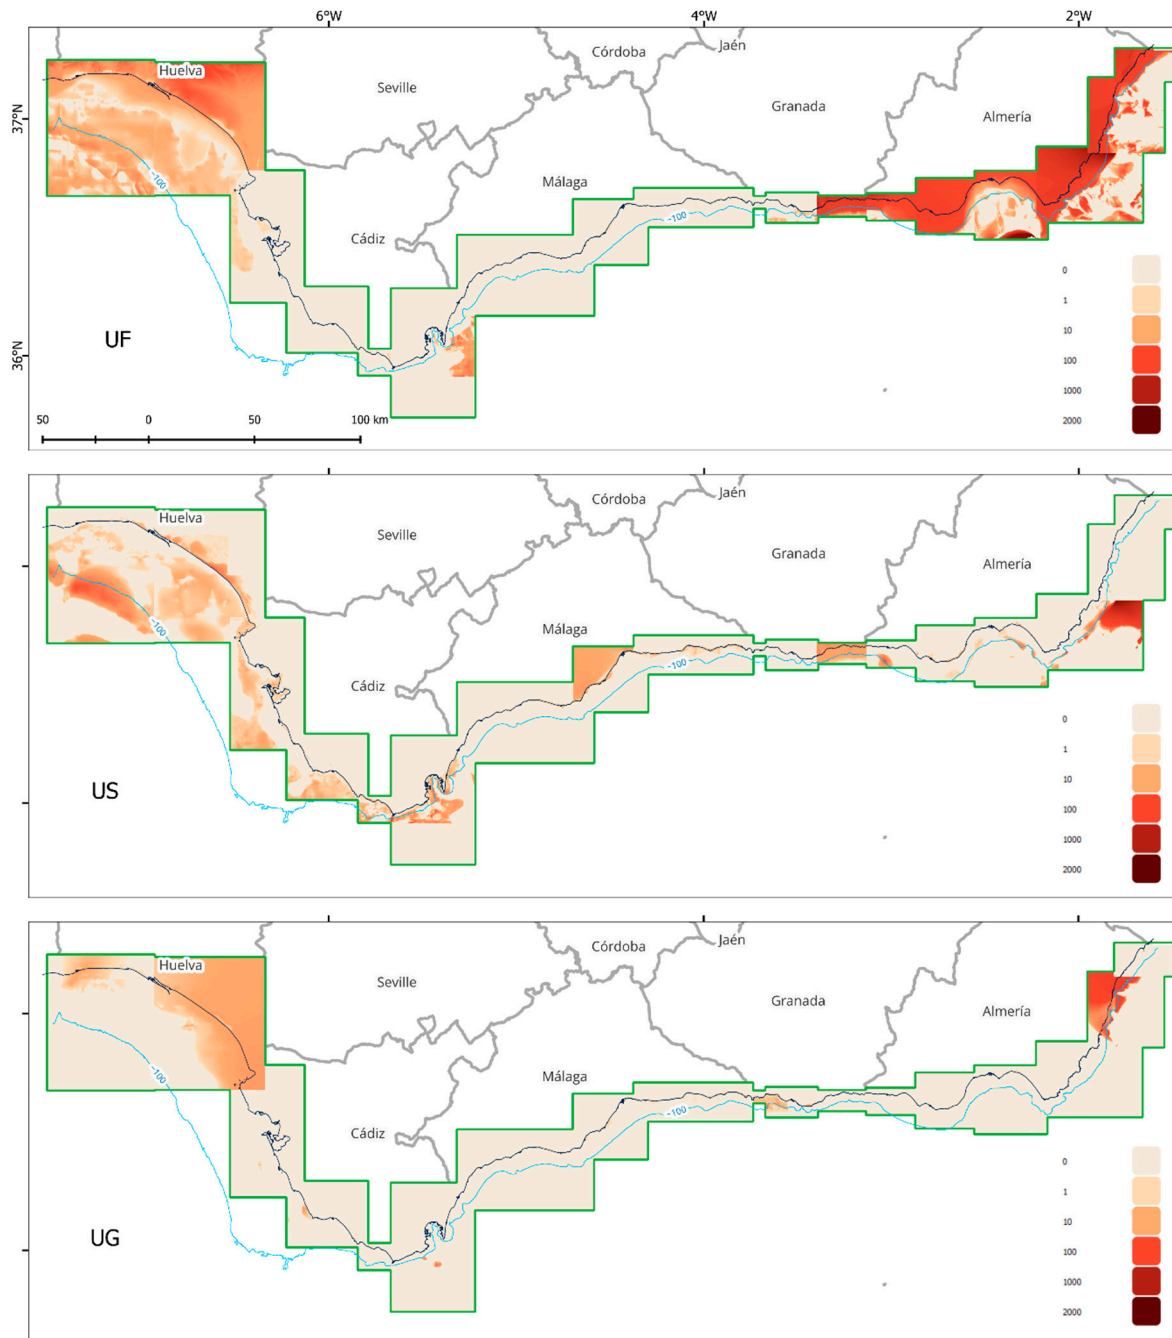 6°W 4°W 2°W
Córdoba
Jaén
Huelva
Seville
Granada
Almería
37°N
-100
Málaga
-100
Cádiz
0
1
UF
10
36°N
100
1000
50 0 50 100 km
2000
Córdoba
Jaén
Huelva
Seville
Granada
Almería
-100
Málaga
-100
Cádiz
0
1
US
10
100
1000
2000
Córdoba
Jaén
Huelva
Seville
Granada
Almería
-100
Málaga
-100
Cádiz
0
1
UG
10
100
1000
2000